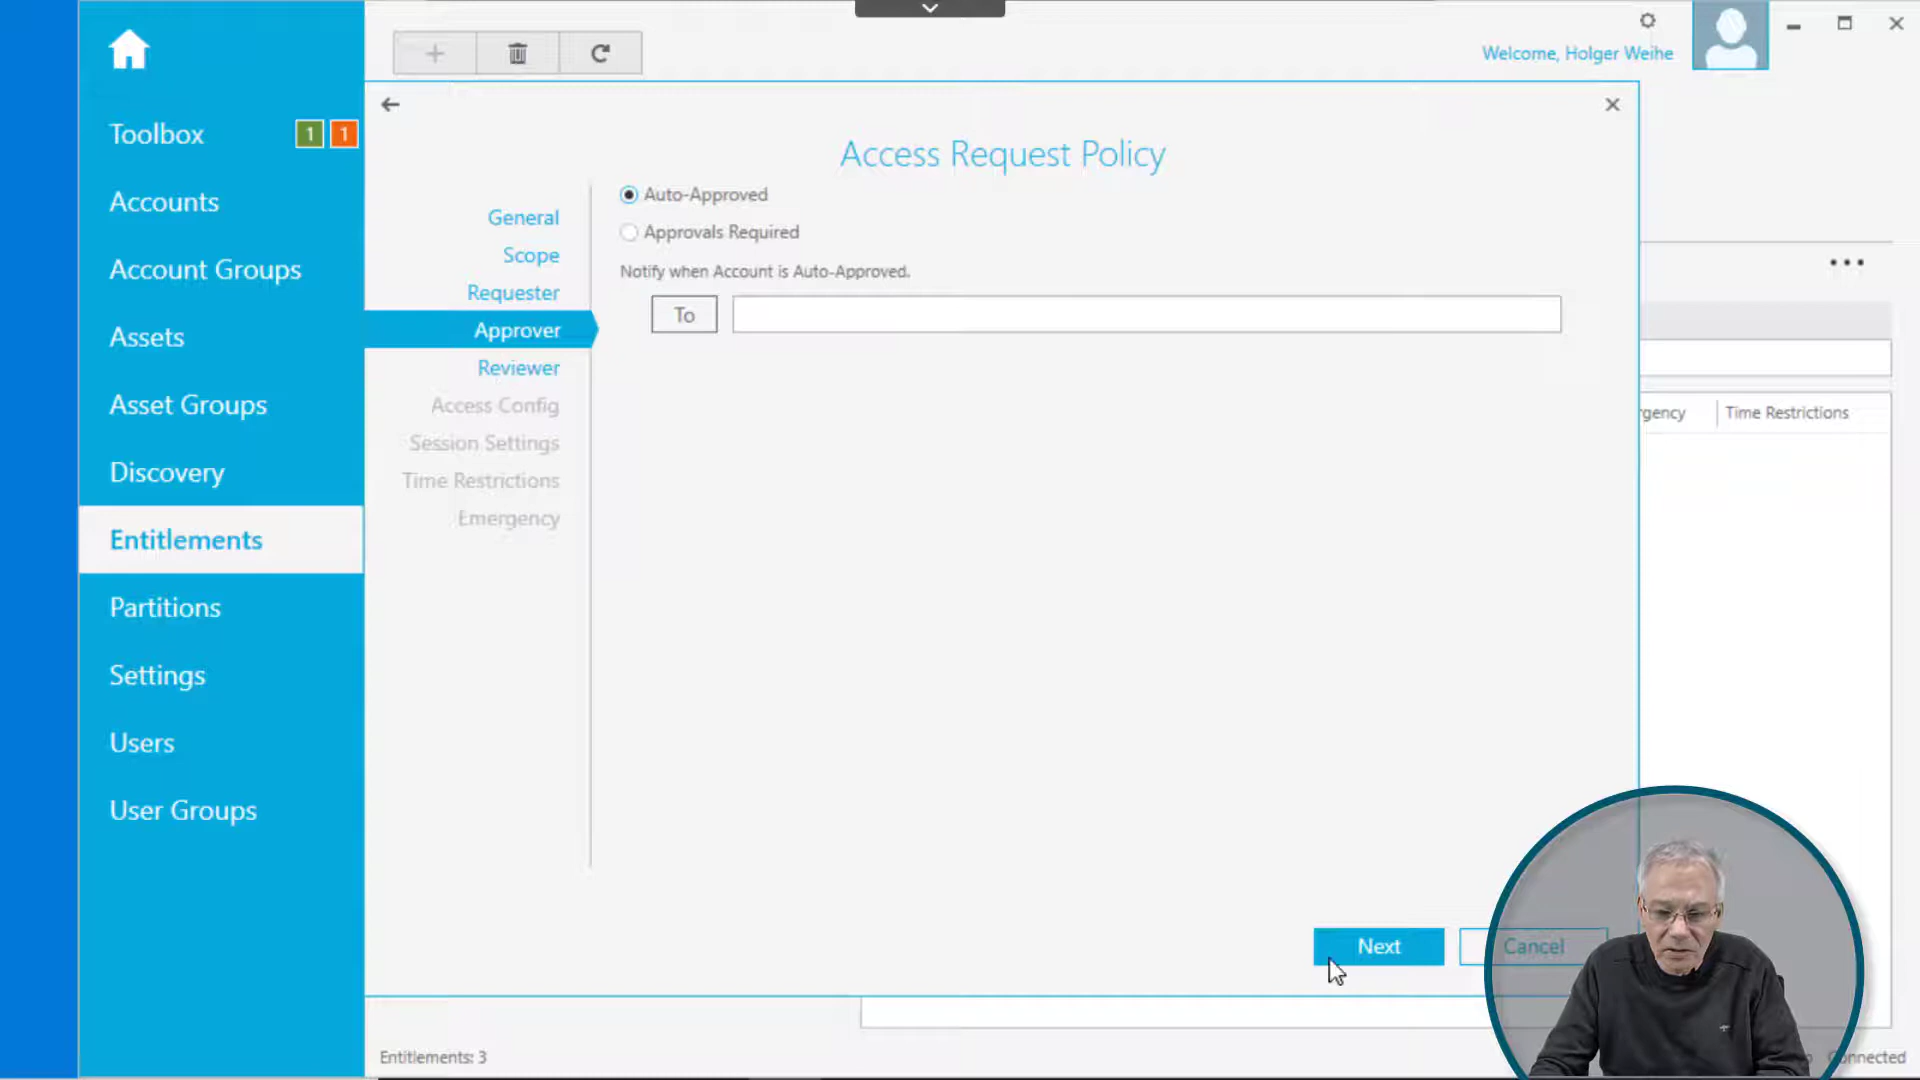 Welcome, Holger Weihe
Toolbox 1 1
Accounts
Account Groups
Assets
Asset Groups
Discovery
Entitlements
Partitions
Settings
Users
User Groups
Access Request Policy
General
Scope
Requester
Approver
Reviewer
Access Config
Session Settings
Time Restrictions
Emergency
Auto-Approved
Approvals Required
Notify when Account is Auto-Approved.
To
rgency Time Restrictions
Next Cancel
Entitlements: 3
Connected